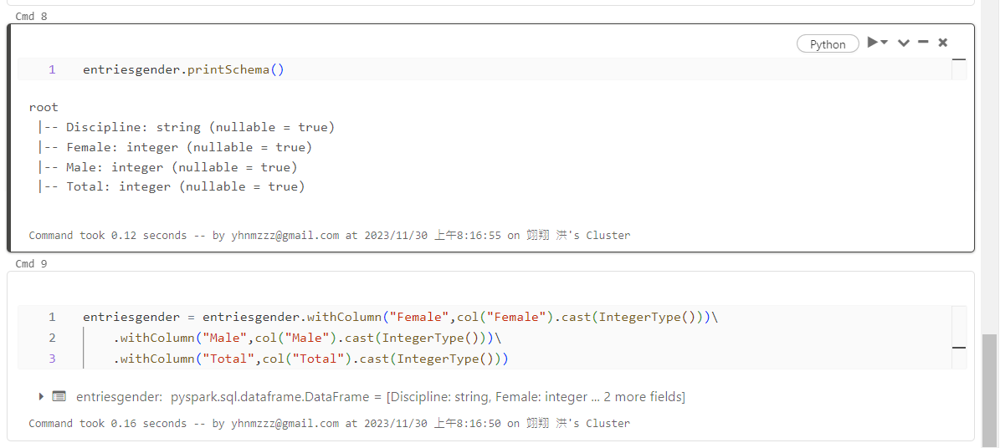 Cmd 8
Python
1 entriesgender.printSchema()
root
|-- Discipline: string (nullable = true)
|-- Female: integer (nullable = true)
|-- Male: integer (nullable = true)
|-- Total: integer (nullable = true)
Command took 0.12 seconds -- by yhnmzzz@gmail.com at 2023/11/30 上午8:16:55 on 翊翔 洪's Cluster
Cmd 9
1 entriesgender = entriesgender.withColumn("Female",col("Female").cast(IntegerType()))\
2 .withColumn("Male",col("Male").cast(IntegerType()))\
3 .withColumn("Total",col("Total").cast(IntegerType()))
entriesgender: pyspark.sql.dataframe.DataFrame = [Discipline: string, Female: integer ... 2 more fields]
Command took 0.16 seconds -- by yhnmzzz@gmail.com at 2023/11/30 上午8:16:50 on 翊翔 洪's Cluster